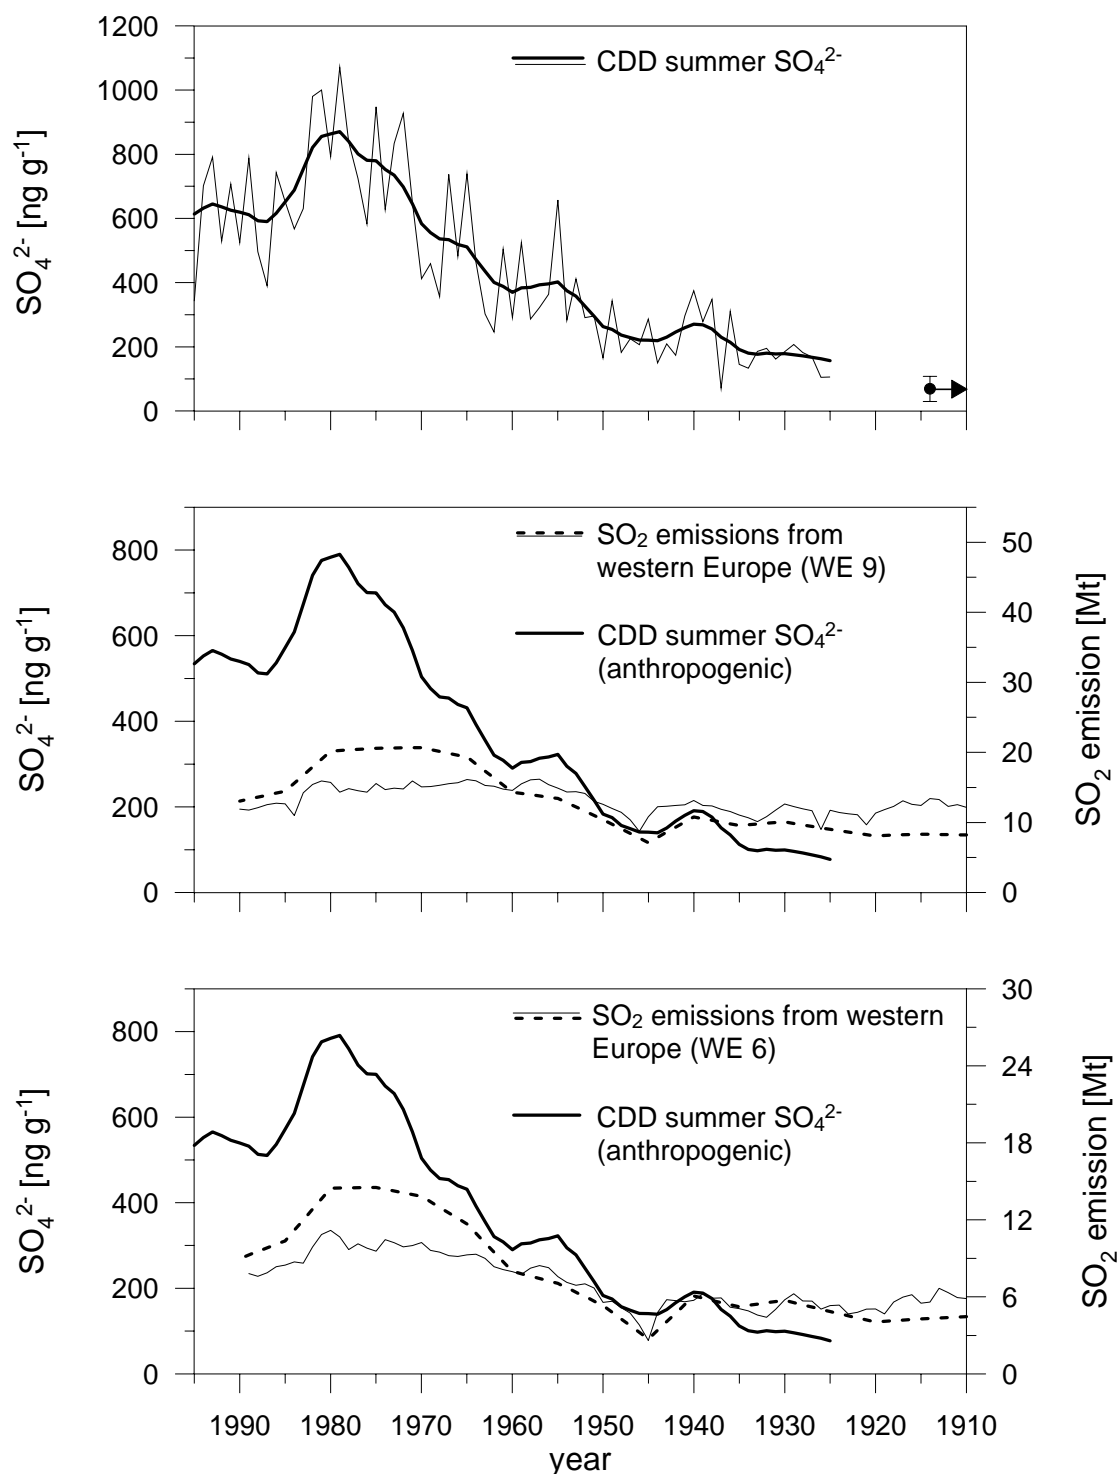 1200
1000
800
600
400
200
0
SO₄²⁻ [ng g⁻¹]
CDD summer SO₄²⁻
800
600
400
200
0
SO₄²⁻ [ng g⁻¹]
SO₂ emissions from
western Europe (WE 9)
CDD summer SO₄²⁻
(anthropogenic)
50
40
30
20
10
0
SO₂ emission [Mt]
800
600
400
200
0
SO₄²⁻ [ng g⁻¹]
SO₂ emissions from western
Europe (WE 6)
CDD summer SO₄²⁻
(anthropogenic)
30
24
18
12
6
0
SO₂ emission [Mt]
1990 1980 1970 1960 1950 1940 1930 1920 1910
year